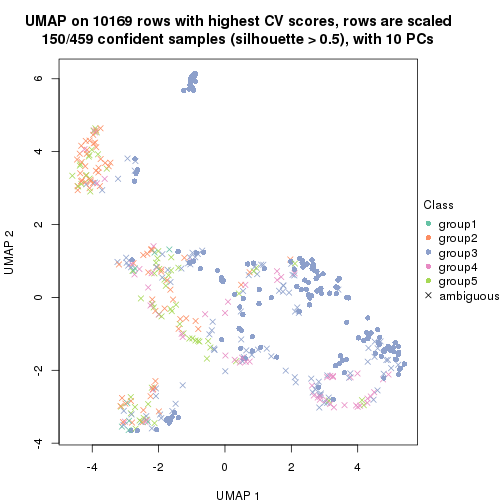 UMAP on 10169 rows with highest CV scores, rows are scaled
150/459 confident samples (silhouette > 0.5), with 10 PCs
6
4
2
0
-2
-4
UMAP 2
-4
-2
0
2
4
UMAP 1
Class
group1
group2
group3
group4
group5
ambiguous